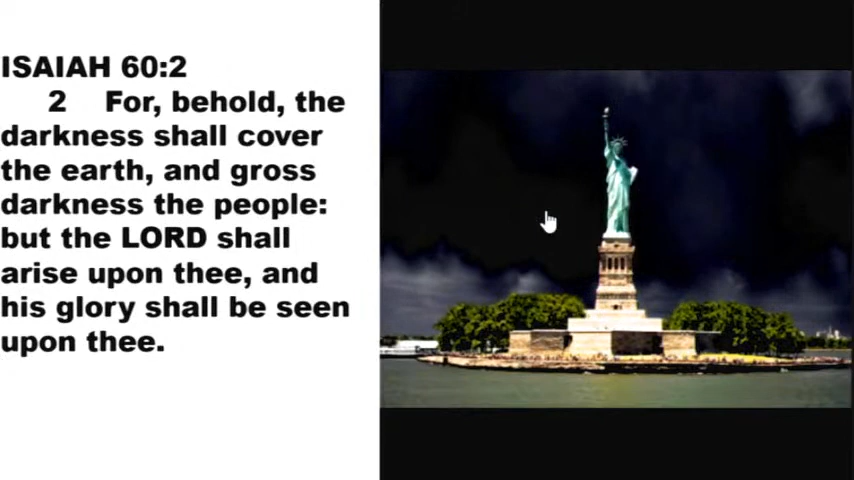 ISAIAH 60:2
2 For, behold, the
darkness shall cover
the earth, and gross
darkness the people:
but the LORD shall
arise upon thee, and
his glory shall be seen
upon thee.